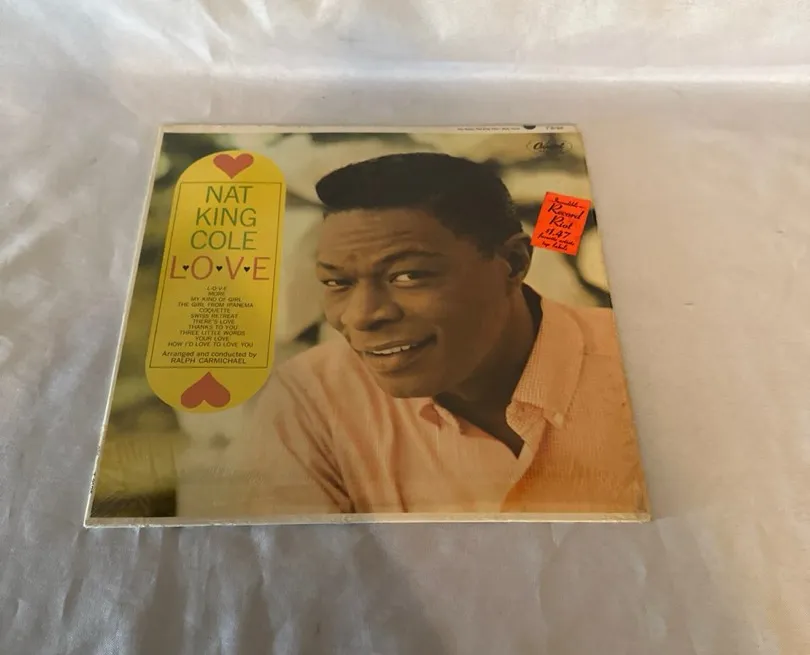 Capitol
NAT
KING
COLE
L•O•V•E
L-O-V-E
MORE
MY KIND OF GIRL
THE GIRL FROM IPANEMA
COQUETTE
SWISS RETREAT
THERE'S LOVE
THANKS TO YOU
THREE LITTLE WORDS
YOUR LOVE
HOW I'D LOVE TO LOVE YOU
Arranged and conducted by
RALPH CARMICHAEL
Record
Riot
$1.47